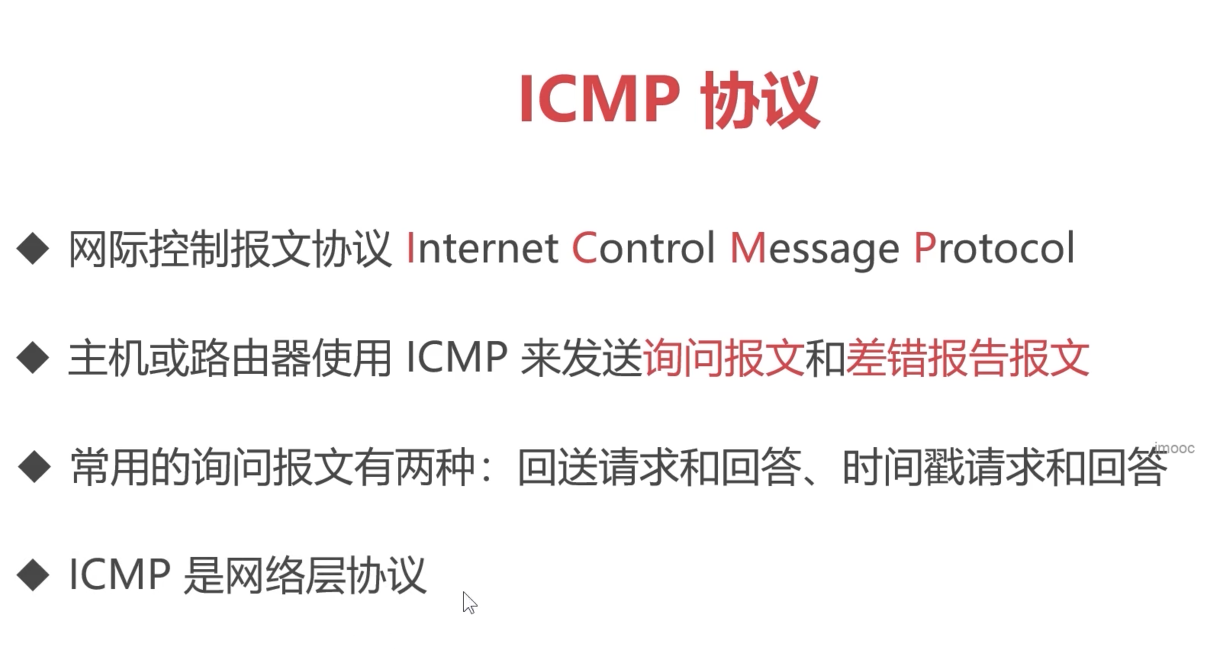 ICMP 协议
网际控制报文协议 Internet Control Message Protocol
主机或路由器使用 ICMP 来发送询问报文和差错报告报文
常用的询问报文有两种：回送请求和回答、时间戳请求和回答
imooc
ICMP 是网络层协议